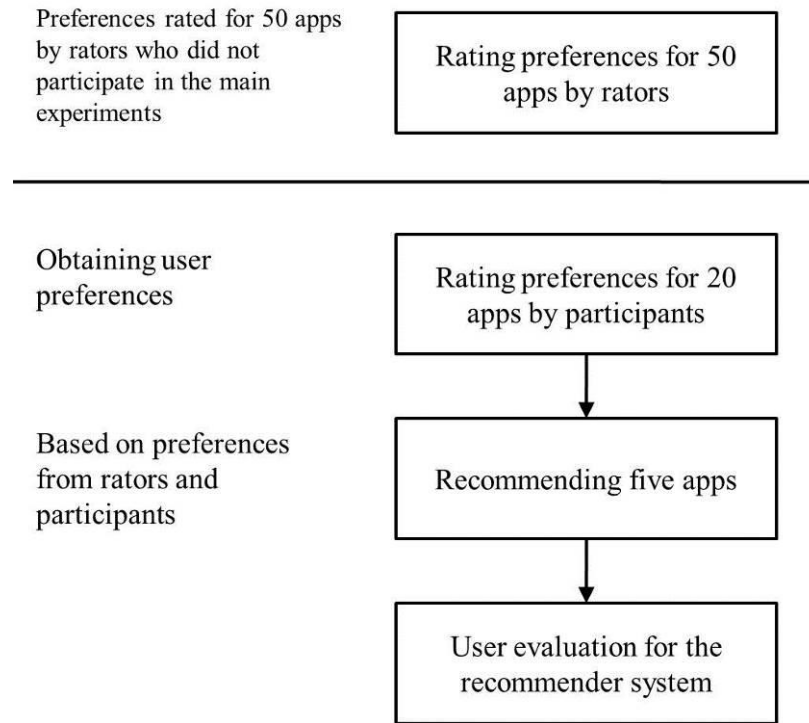 Preferences rated for 50 apps
by rators who did not
participate in the main
experiments
Rating preferences for 50
apps by rators
Obtaining user
preferences
Rating preferences for 20
apps by participants
Based on preferences
from rators and
participants
Recommending five apps
User evaluation for the
recommender system